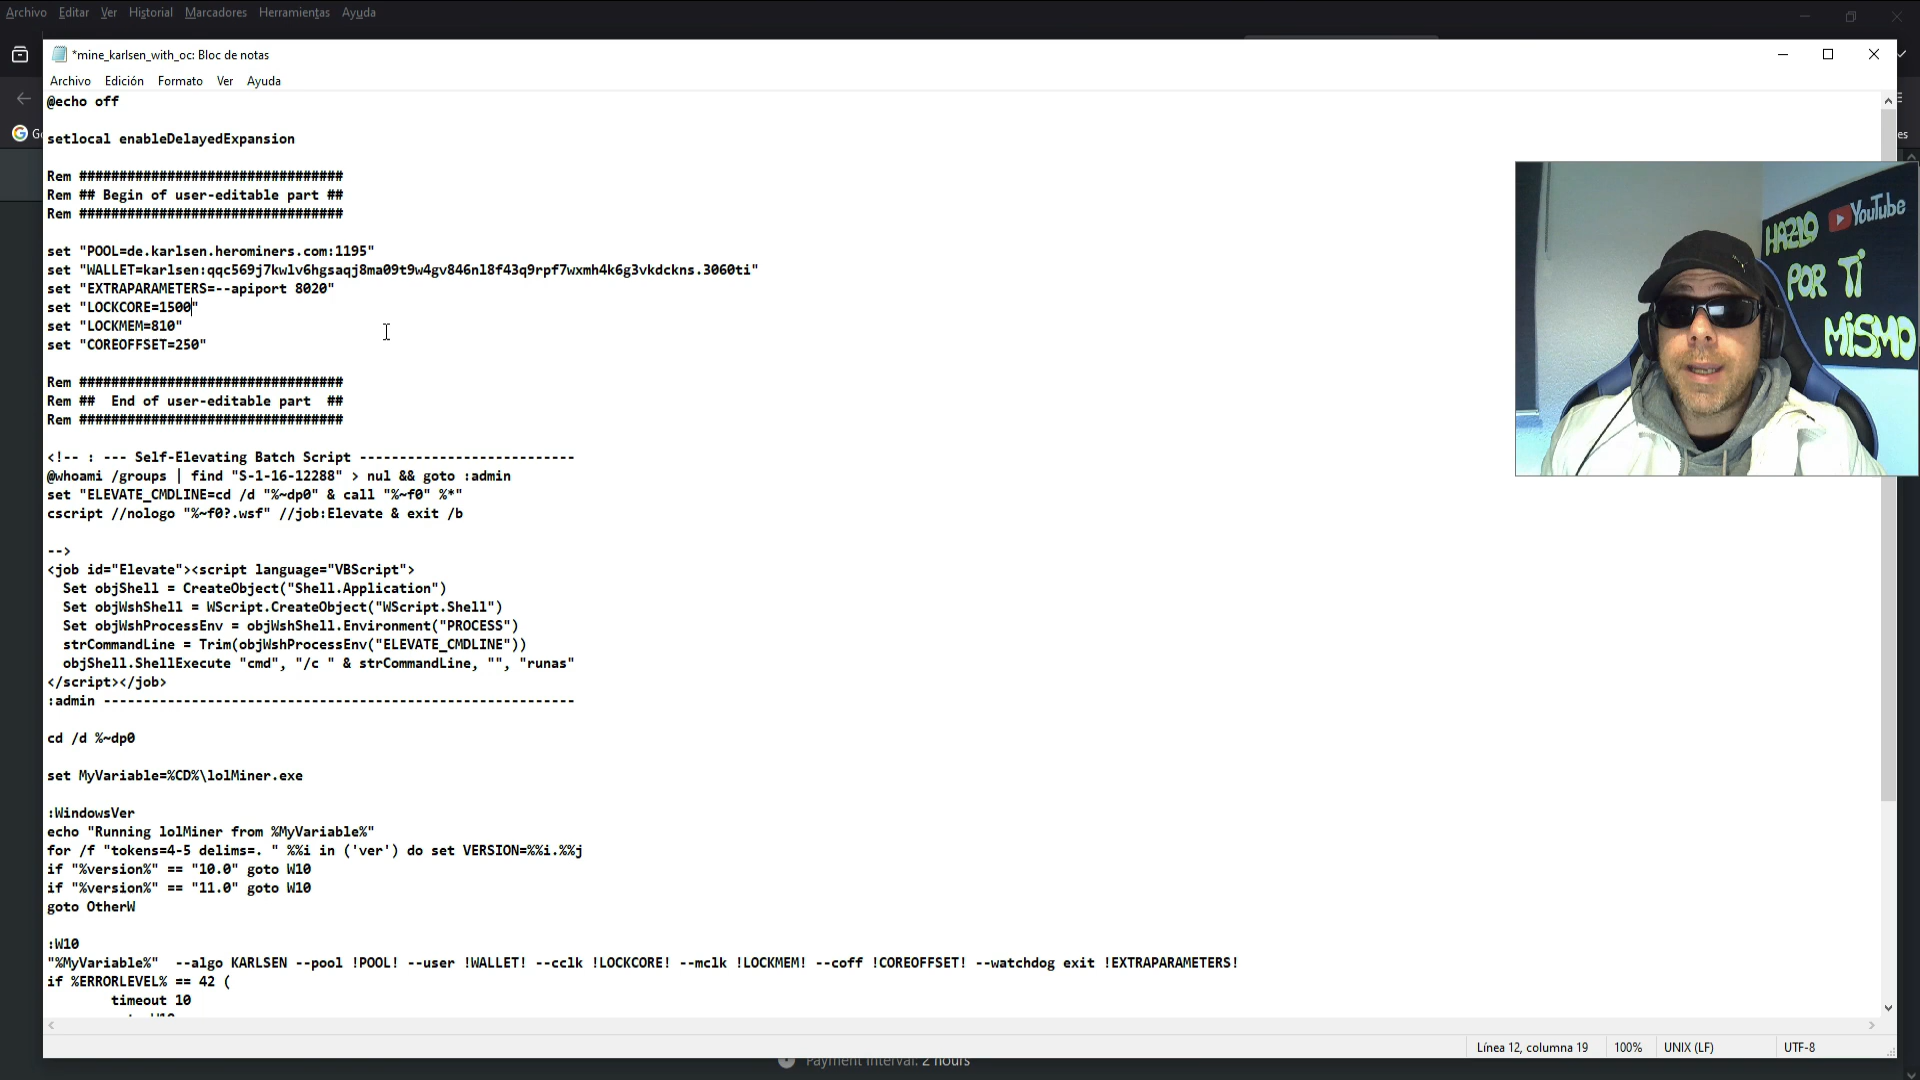 Archivo Editar Ver Historial Marcadores Herramientas Ayuda
*mine_karlsen_with_oc: Bloc de notas
Archivo Edición Formato Ver Ayuda
@echo off
setlocal enableDelayedExpansion
Rem #################################
Rem ## Begin of user-editable part ##
Rem #################################
set "POOL=de.karlsen.herominers.com:1195"
set "WALLET=karlsen:qqc569j7kwlv6hgsaqj8ma09t9w4gv846nl8f43q9rpf7wxmh4k6g3vkdckns.3060ti"
set "EXTRAPARAMETERS=--apiport 8020"
set "LOCKCORE=1500"
set "LOCKMEM=810"
set "COREOFFSET=250"
Rem #################################
Rem ##  End of user-editable part  ##
Rem #################################
<!-- : --- Self-Elevating Batch Script ---------------------------
@whoami /groups | find "S-1-16-12288" > nul && goto :admin
set "ELEVATE_CMDLINE=cd /d "%~dp0" & call "%~f0" %*"
cscript //nologo "%~f0?.wsf" //job:Elevate & exit /b
-->
<job id="Elevate"><script language="VBScript">
  Set objShell = CreateObject("Shell.Application")
  Set objWshShell = WScript.CreateObject("WScript.Shell")
  Set objWshProcessEnv = objWshShell.Environment("PROCESS")
  strCommandLine = Trim(objWshProcessEnv("ELEVATE_CMDLINE"))
  objShell.ShellExecute "cmd", "/c " & strCommandLine, "", "runas"
</script></job>
:admin -----------------------------------------------------------
cd /d %~dp0
set MyVariable=%CD%\lolMiner.exe
:WindowsVer
echo "Running lolMiner from %MyVariable%"
for /f "tokens=4-5 delims=. " %%i in ('ver') do set VERSION=%%i.%%j
if "%version%" == "10.0" goto W10
if "%version%" == "11.0" goto W10
goto OtherW
:W10
"%MyVariable%"  --algo KARLSEN --pool !POOL! --user !WALLET! --cclk !LOCKCORE! --mclk !LOCKMEM! --coff !COREOFFSET! --watchdog exit !EXTRAPARAMETERS!
if %ERRORLEVEL% == 42 (
        timeout 10
Línea 12, columna 19 100% UNIX (LF) UTF-8
Payment Interval: 2 hours
HAZLO YouTube
POR TI
MiSMO